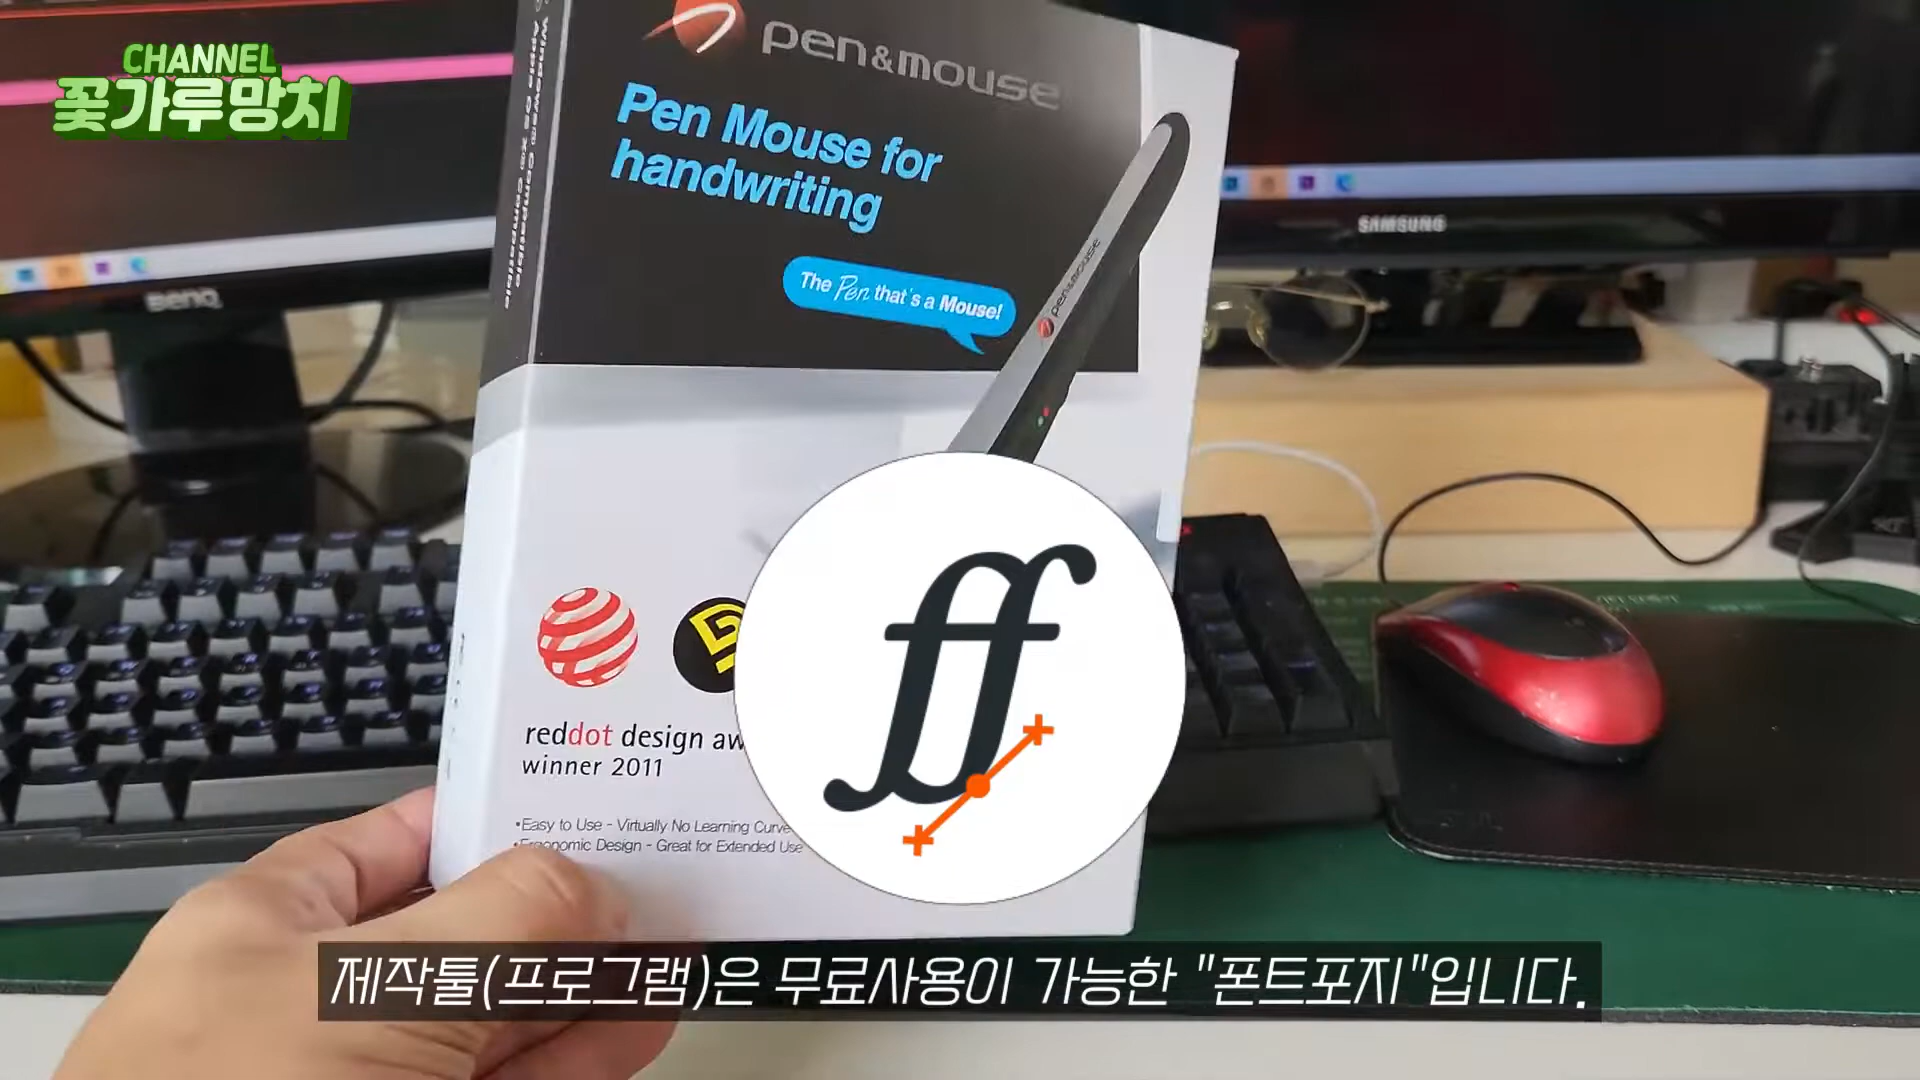 CHANNEL
꽃가루망치
pen&mouse
Pen Mouse for
handwriting
The Pen that's a Mouse!
pen&mouse
SAMSUNG
BenQ
reddot design aw
winner 2011
•Easy to Use - Virtually No Learning Curve
•Ergonomic Design - Great for Extended Use
ff
제작툴(프로그램)은 무료사용이 가능한 "폰트포지"입니다.